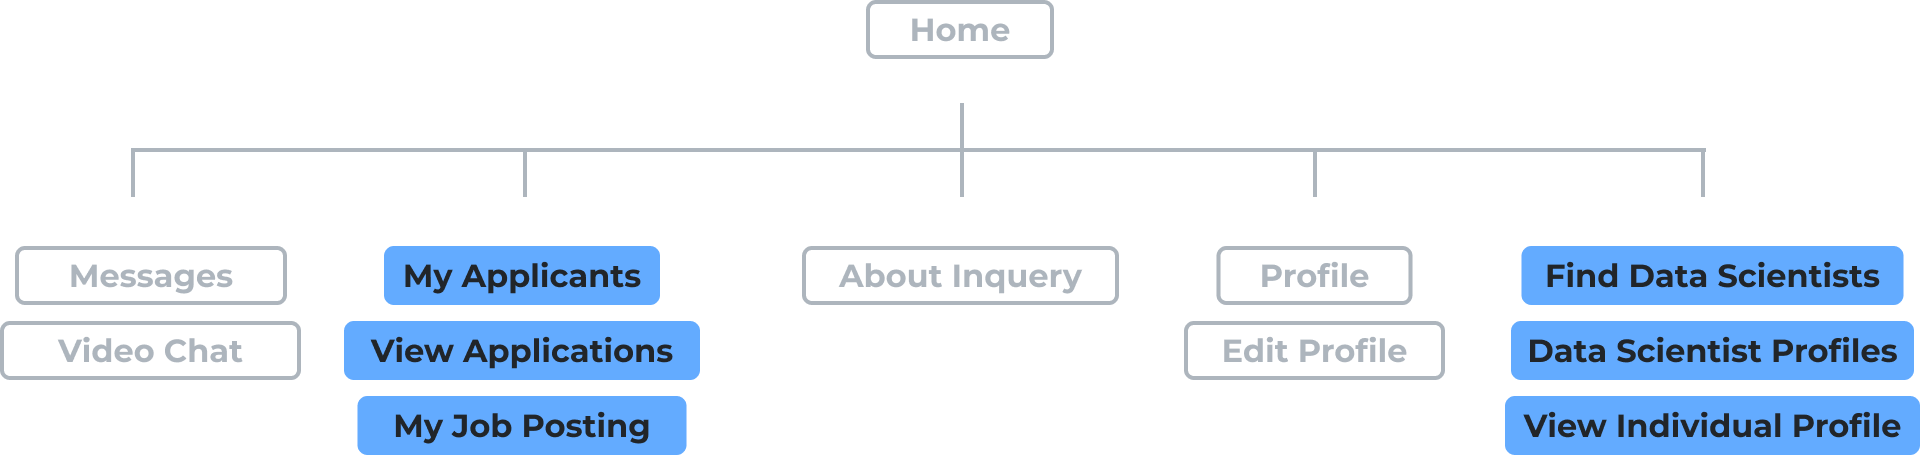 Home
Messages
Video Chat
My Applicants
View Applications
My Job Posting
About Inquery
Profile
Edit Profile
Find Data Scientists
Data Scientist Profiles
View Individual Profile